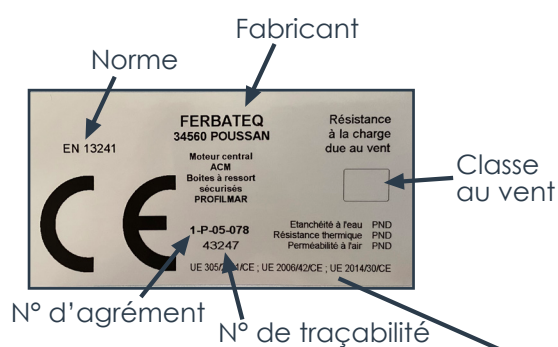 Fabricant
Norme
FERBATEQ
34560 POUSSAN
Résistance
à la charge
due au vent
EN 13241
Moteur central
ACM
Boites à ressort
sécurisés
PROFILMAR
CE
Classe
au vent
1-P-05-078
43247
Etanchéité à l'eau PND
Résistance thermique PND
Perméabilité à l'air PND
UE /CE ; UE 2006/42/CE ; UE 2014/30/CE
N° d'agrément
N° de traçabilité